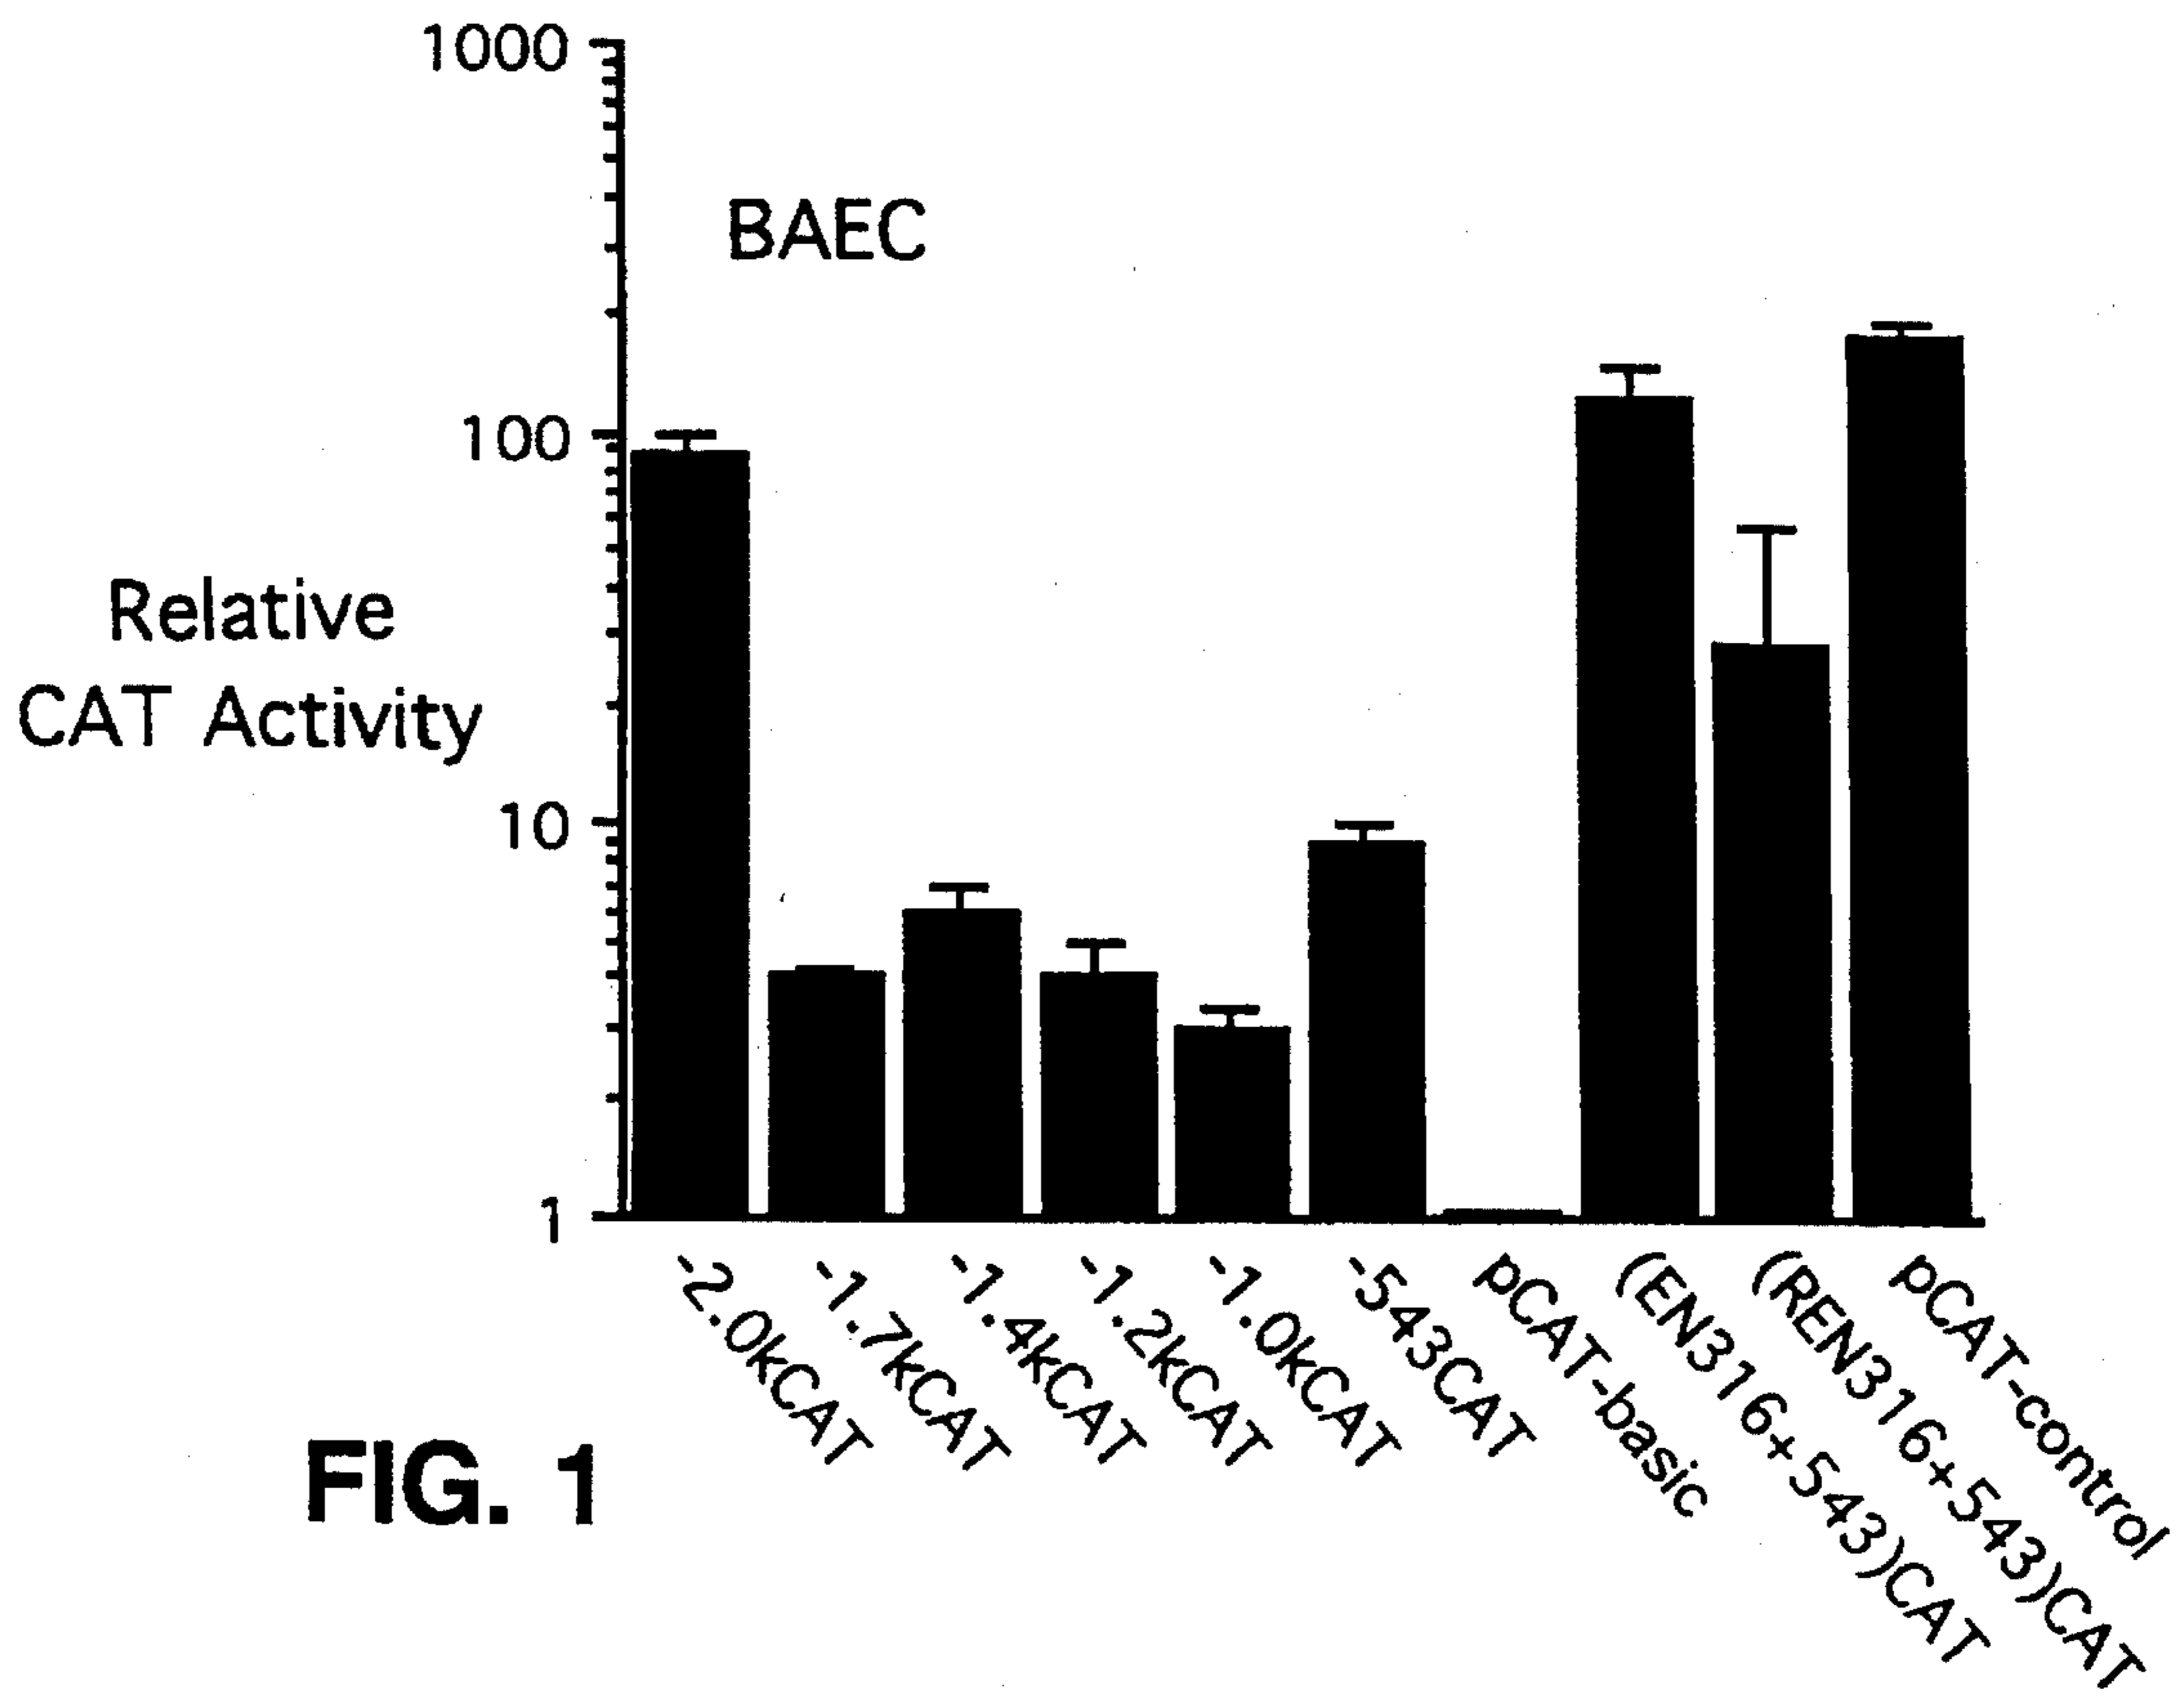 1000
BAEC
100
Relative
CAT Activity
10
1
-2.0kCAT
-1.7kCAT
-1.4kCAT
-1.2kCAT
-1.0kCAT
-543CAT
pCAT-basic
(EN316+543)CAT
(REN316+543)CAT
pCAT-control
FIG. 1